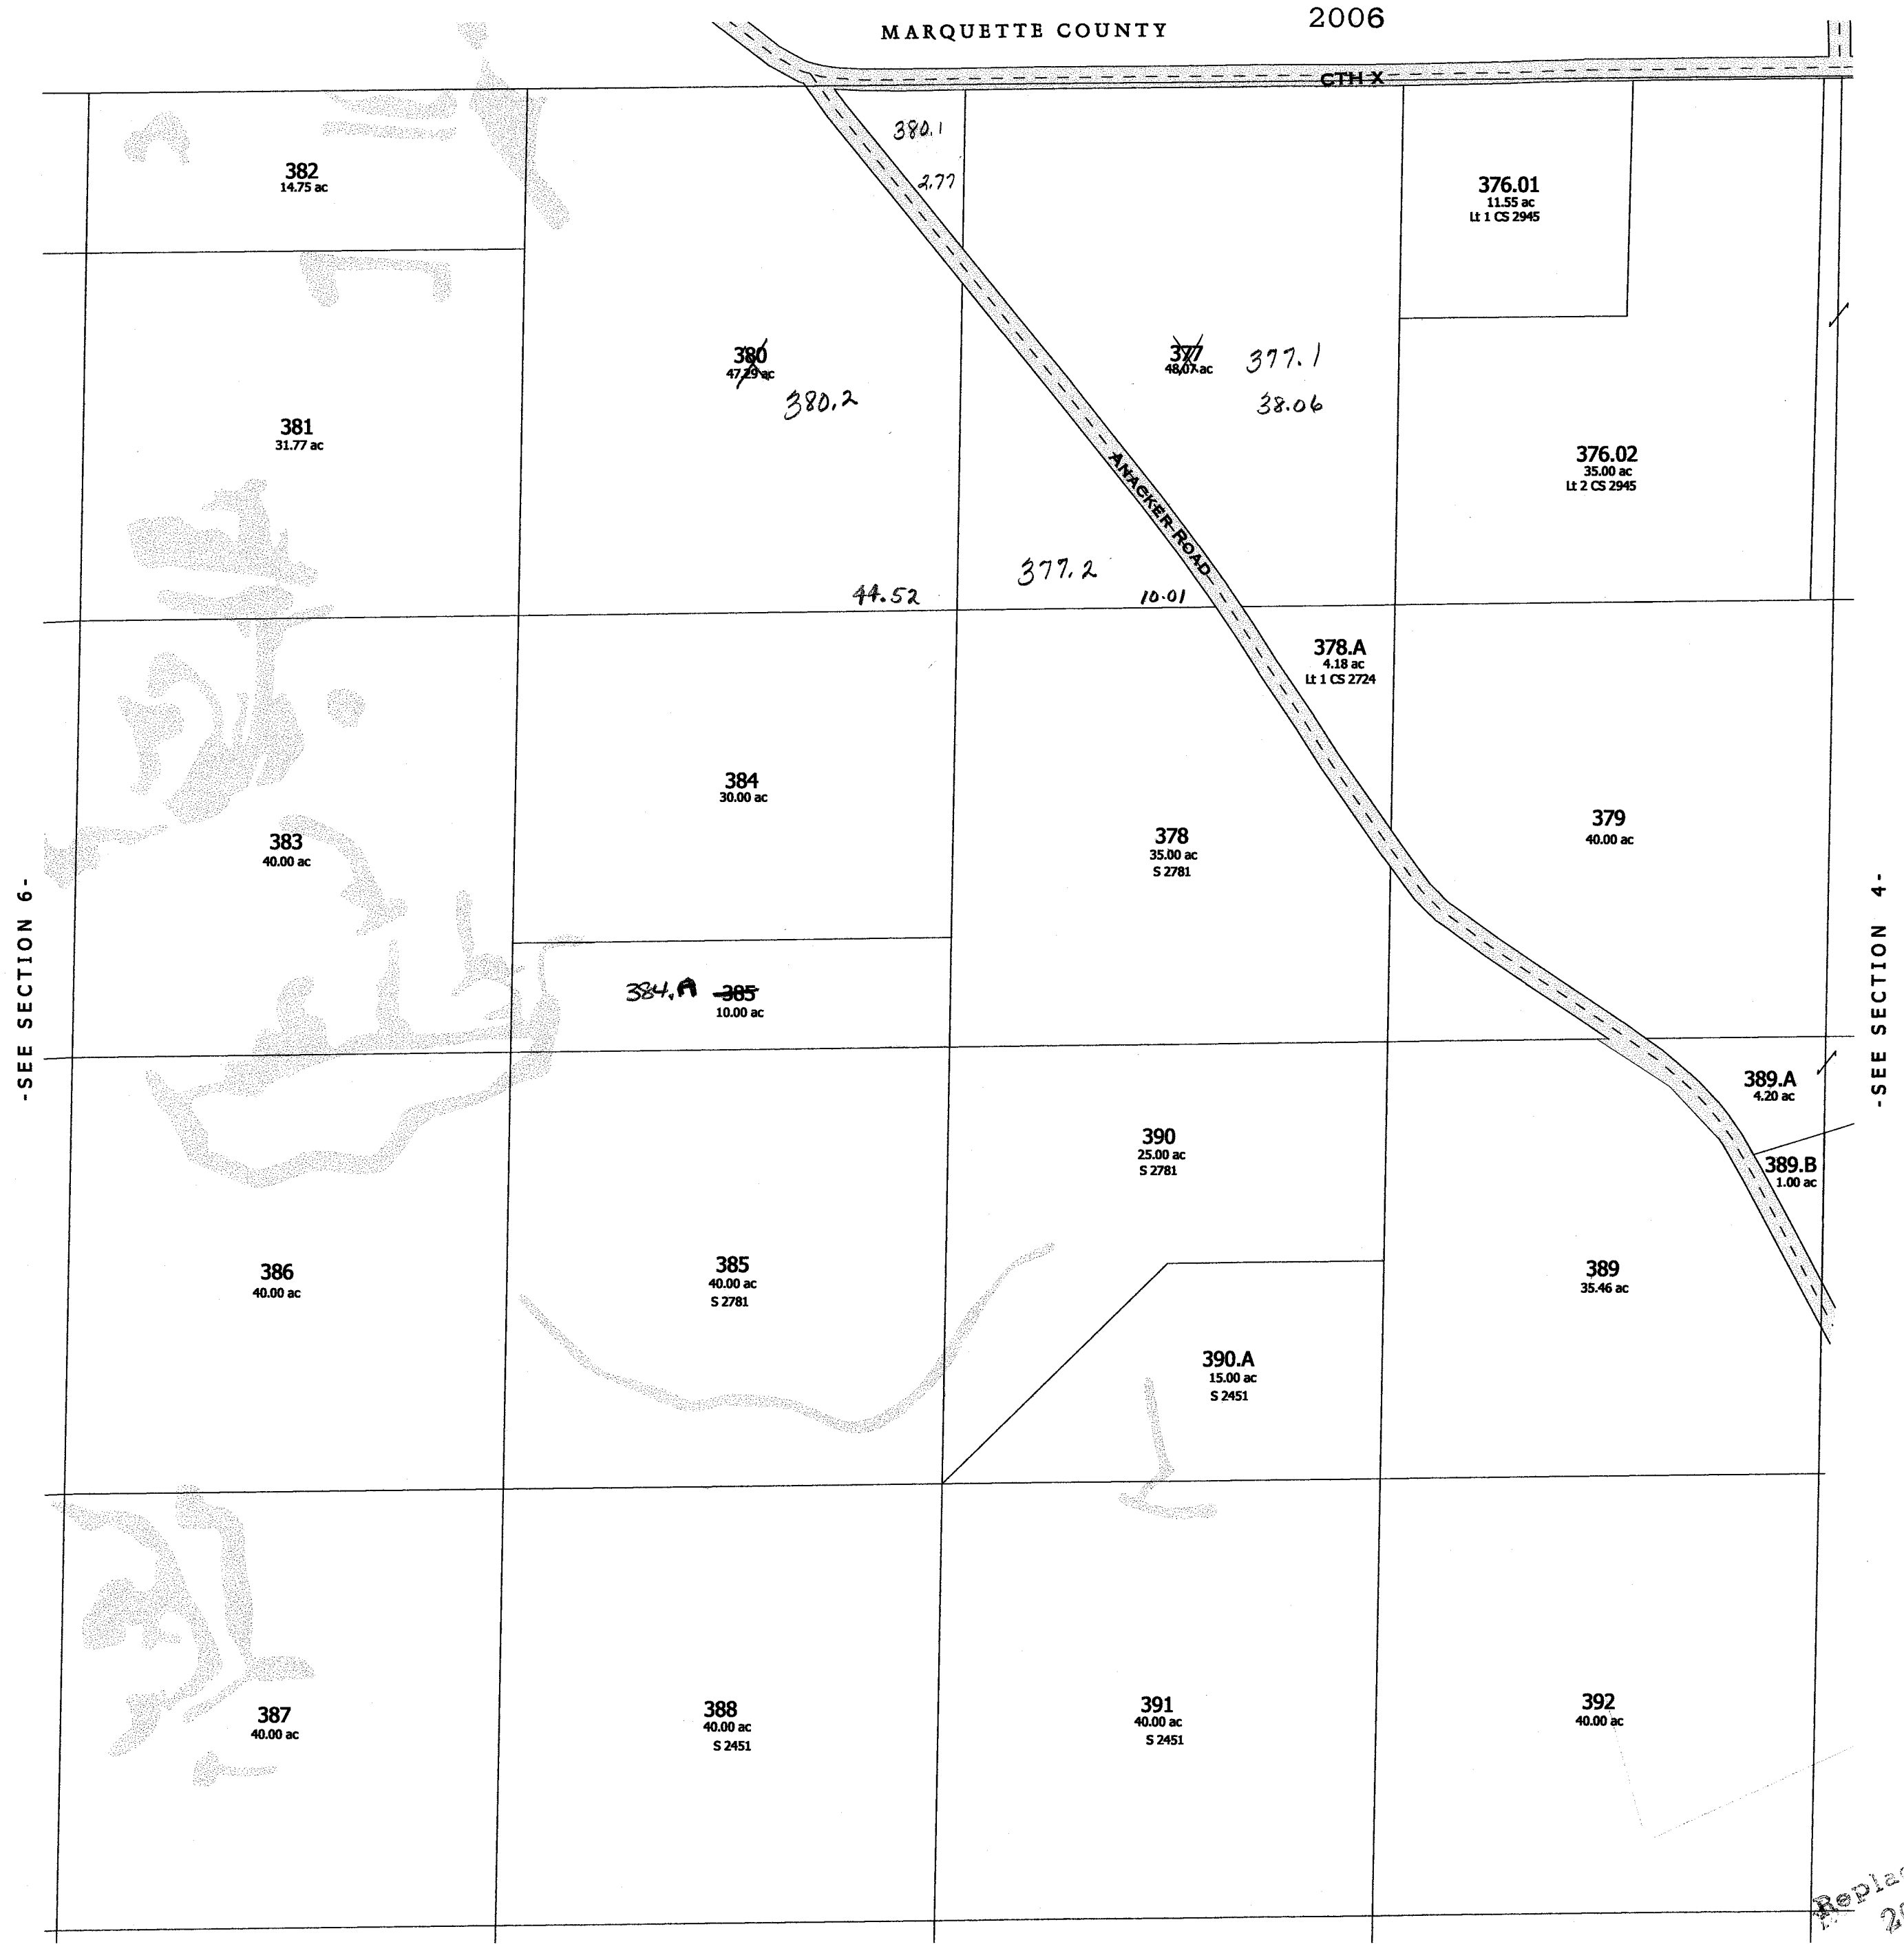 MARQUETTE COUNTY
2006
CTH X
380.1
2.77
382
14.75 ac
376.01
11.55 ac
Lt 1 CS 2945
380
47.29 ac
380.2
377
48.07 ac
377.1
38.06
381
31.77 ac
376.02
35.00 ac
Lt 2 CS 2945
ANACKER ROAD
377.2
44.52
10.01
378.A
4.18 ac
Lt 1 CS 2724
384
30.00 ac
383
40.00 ac
378
35.00 ac
S 2781
379
40.00 ac
-SEE SECTION 6-
-SEE SECTION 4-
384.A
385
10.00 ac
389.A
4.20 ac
390
25.00 ac
S 2781
389.B
1.00 ac
386
40.00 ac
385
40.00 ac
S 2781
389
35.46 ac
390.A
15.00 ac
S 2451
387
40.00 ac
388
40.00 ac
S 2451
391
40.00 ac
S 2451
392
40.00 ac